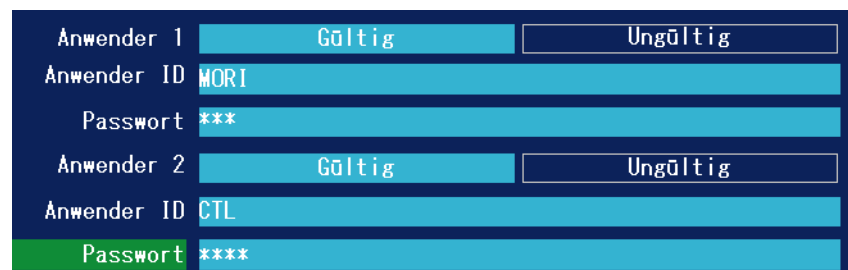 Anwender 1 Gültig Ungültig
Anwender ID MORI
Passwort ***
Anwender 2 Gültig Ungültig
Anwender ID CTL
Passwort ****